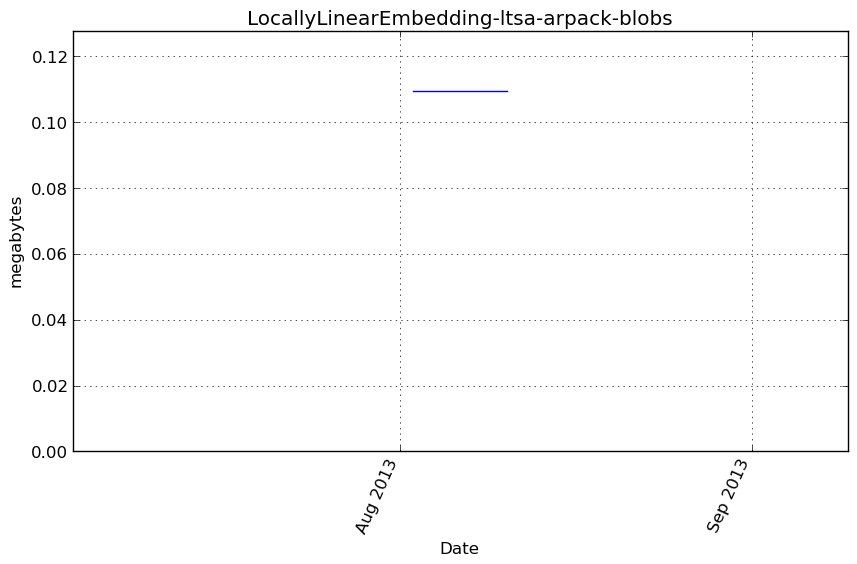 LocallyLinearEmbedding-ltsa-arpack-blobs
0.12
0.10
0.08
0.06
0.04
0.02
0.00
megabytes
Aug 2013
Sep 2013
Date